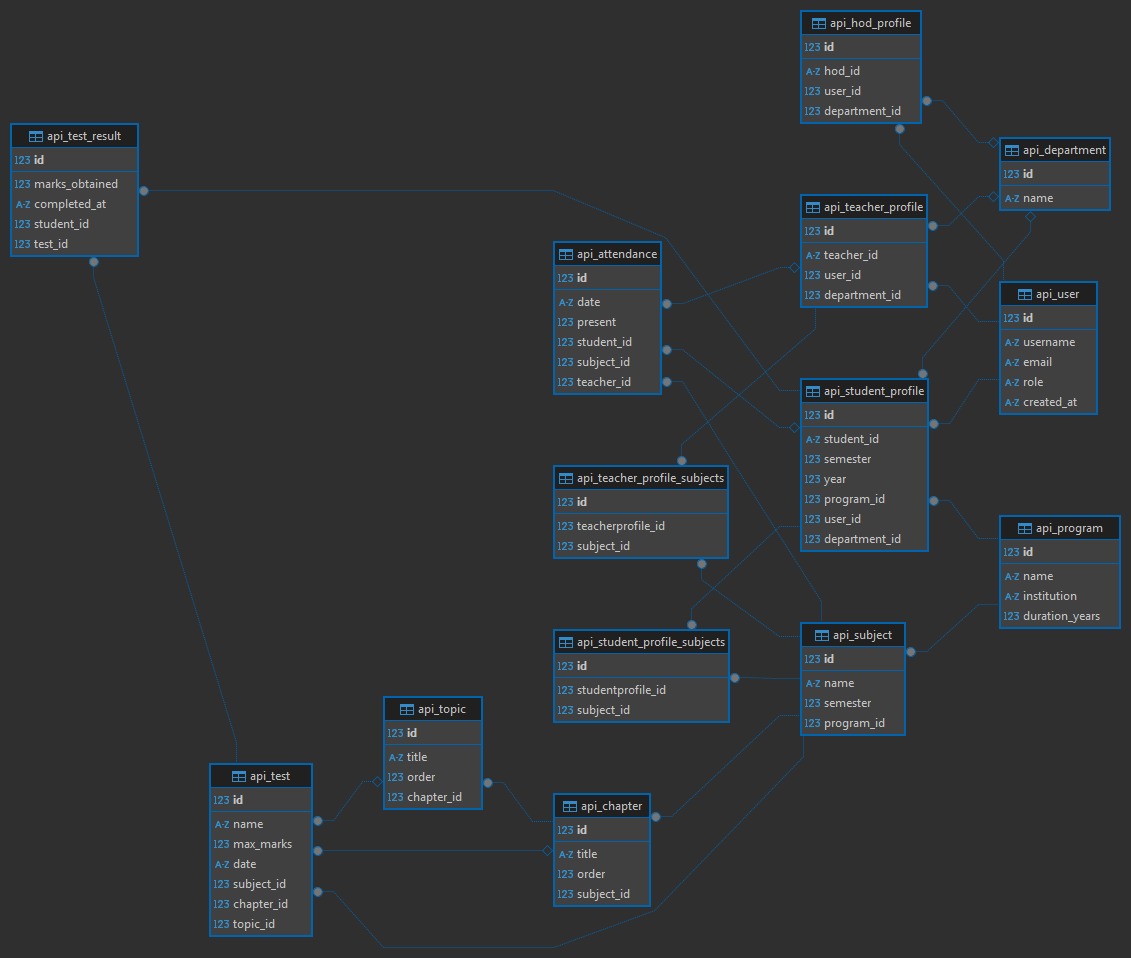 api_hod_profile
123 id
A-Z hod_id
123 user_id
123 department_id
api_test_result
123 id
123 marks_obtained
A-Z completed_at
123 student_id
123 test_id
api_department
123 id
A-Z name
api_teacher_profile
123 id
A-Z teacher_id
123 user_id
123 department_id
api_attendance
123 id
A-Z date
123 present
123 student_id
123 subject_id
123 teacher_id
api_user
123 id
A-Z username
A-Z email
A-Z role
A-Z created_at
api_student_profile
123 id
A-Z student_id
123 semester
123 year
123 program_id
123 user_id
123 department_id
api_teacher_profile_subjects
123 id
123 teacherprofile_id
123 subject_id
api_program
123 id
A-Z name
A-Z institution
123 duration_years
api_student_profile_subjects
123 id
123 studentprofile_id
123 subject_id
api_subject
123 id
A-Z name
123 semester
123 program_id
api_topic
123 id
A-Z title
123 order
123 chapter_id
api_test
123 id
A-Z name
123 max_marks
A-Z date
123 subject_id
123 chapter_id
123 topic_id
api_chapter
123 id
A-Z title
123 order
123 subject_id